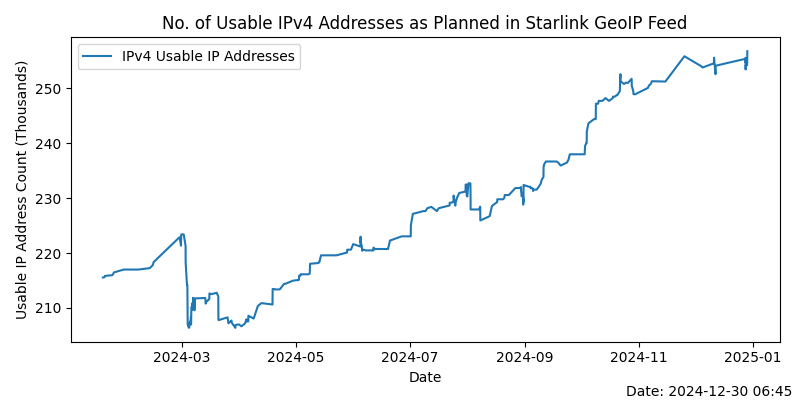 No. of Usable IPv4 Addresses as Planned in Starlink GeoIP Feed
IPv4 Usable IP Addresses
Usable IP Address Count (Thousands)
250
240
230
220
210
2024-03 2024-05 2024-07 2024-09 2024-11 2025-01
Date
Date: 2024-12-30 06:45